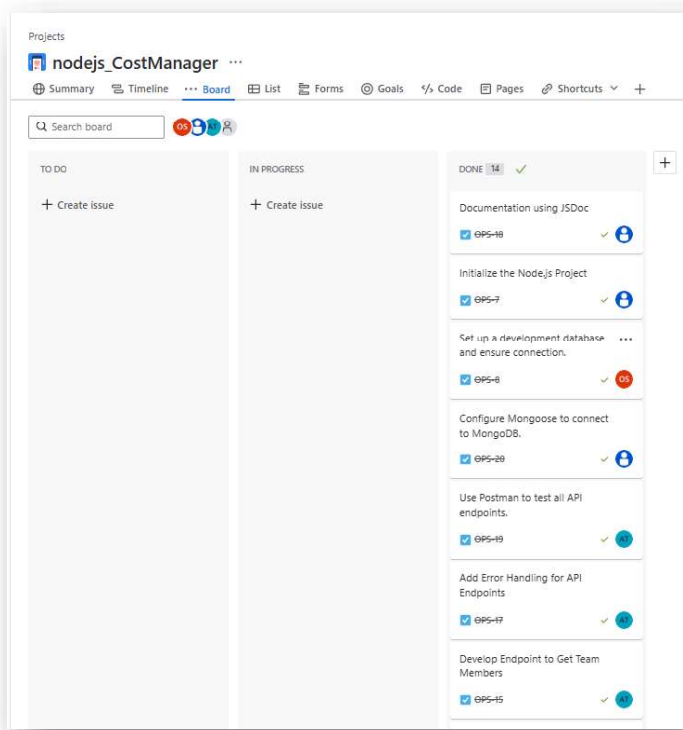 Projects
nodejs_CostManager ...
Summary Timeline Board List Forms Goals Code Pages Shortcuts
Search board
OS AT
TO DO
Create issue
IN PROGRESS
Create issue
DONE 14
Documentation using JSDoc
OPS-18
Initialize the Node.js Project
OPS-7
Set up a development database
and ensure connection.
OPS-8
OS
Configure Mongoose to connect
to MongoDB.
OPS-20
Use Postman to test all API
endpoints.
OPS-19
AT
Add Error Handling for API
Endpoints
OPS-17
AT
Develop Endpoint to Get Team
Members
OPS-15
AT